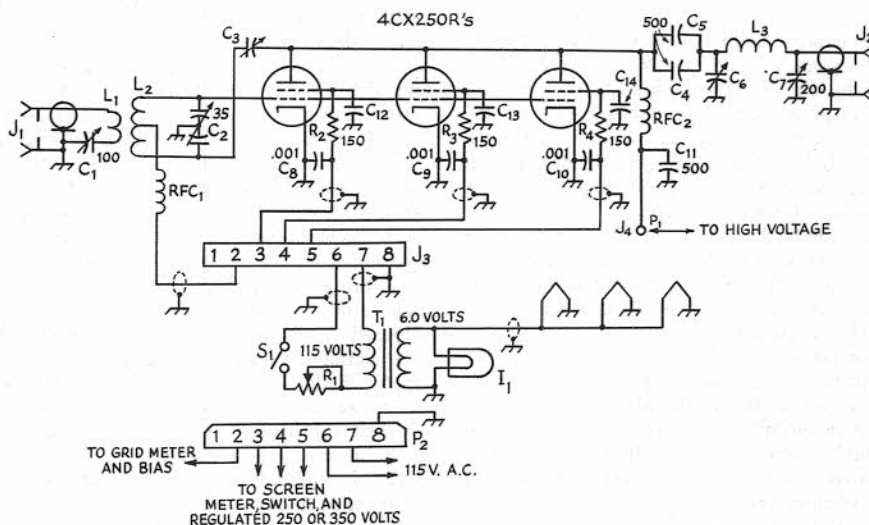 4CX250R's
C3
500
C5
L3
J2
L1
L2
C4
C6
C7
200
J1
C1
100
35
C2
C12
R2
150
.001
C8
C13
R3
150
.001
C9
C14
R4
150
.001
C10
RFC2
C11
500
RFC1
J4
P1
TO HIGH VOLTAGE
1 2 3 4 5 6 7 8
J3
S1
115 VOLTS
R1
T1
6.0 VOLTS
I1
1 2 3 4 5 6 7 8
P2
TO GRID METER
AND BIAS
115 V. A.C.
TO SCREEN
METER, SWITCH, AND
REGULATED 250 OR 350 VOLTS